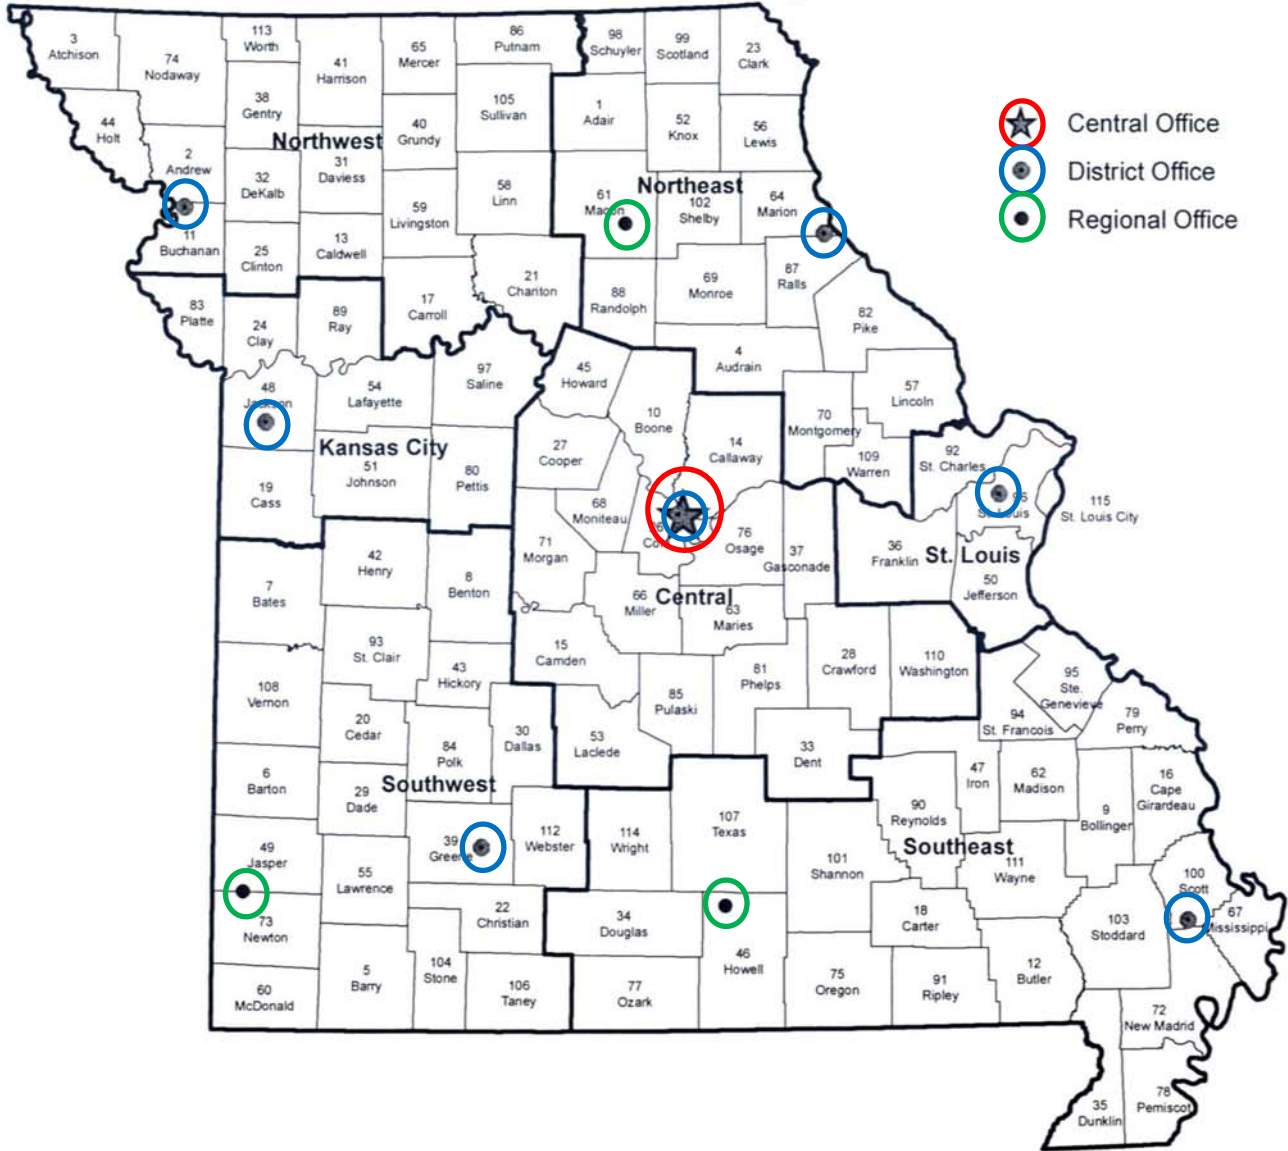 3
Atchison
74
Nodaway
113
Worth
41
Harrison
65
Mercer
86
Putnam
98
Schuyler
99
Scotland
23
Clark
44
Holt
38
Gentry
105
Sullivan
1
Adair
52
Knox
56
Lewis
Central Office
District Office
Regional Office
2
Andrew
Northwest
40
Grundy
32
DeKalb
31
Daviess
58
Linn
Northeast
61
Macon
102
Shelby
64
Marion
59
Livingston
11
Buchanan
25
Clinton
13
Caldwell
21
Chariton
69
Monroe
87
Ralls
83
Platte
24
Clay
89
Ray
17
Carroll
88
Randolph
82
Pike
4
Audrain
45
Howard
97
Saline
48
Jackson
54
Lafayette
57
Lincoln
10
Boone
70
Montgomery
Kansas City
27
Cooper
14
Callaway
109
Warren
92
St. Charles
51
Johnson
80
Pettis
19
Cass
68
Moniteau
St. Louis
115
St. Louis City
71
Morgan
76
Osage
37
Gasconade
36
Franklin
St. Louis
50
Jefferson
7
Bates
42
Henry
8
Benton
66
Miller
Central
63
Maries
93
St. Clair
15
Camden
28
Crawford
110
Washington
43
Hickory
81
Phelps
95
Ste.
Genevieve
108
Vernon
85
Pulaski
94
St. Francois
79
Perry
20
Cedar
84
Polk
30
Dallas
53
Laclede
33
Dent
6
Barton
29
Dade
Southwest
47
Iron
62
Madison
16
Cape
Girardeau
90
Reynolds
9
Bollinger
107
Texas
39
Greene
112
Webster
114
Wright
Southeast
49
Jasper
101
Shannon
111
Wayne
55
Lawrence
100
Scott
22
Christian
34
Douglas
18
Carter
103
Stoddard
67
Mississippi
73
Newton
46
Howell
104
Stone
5
Barry
106
Taney
77
Ozark
75
Oregon
91
Ripley
12
Butler
60
McDonald
72
New Madrid
35
Dunklin
78
Pemiscot